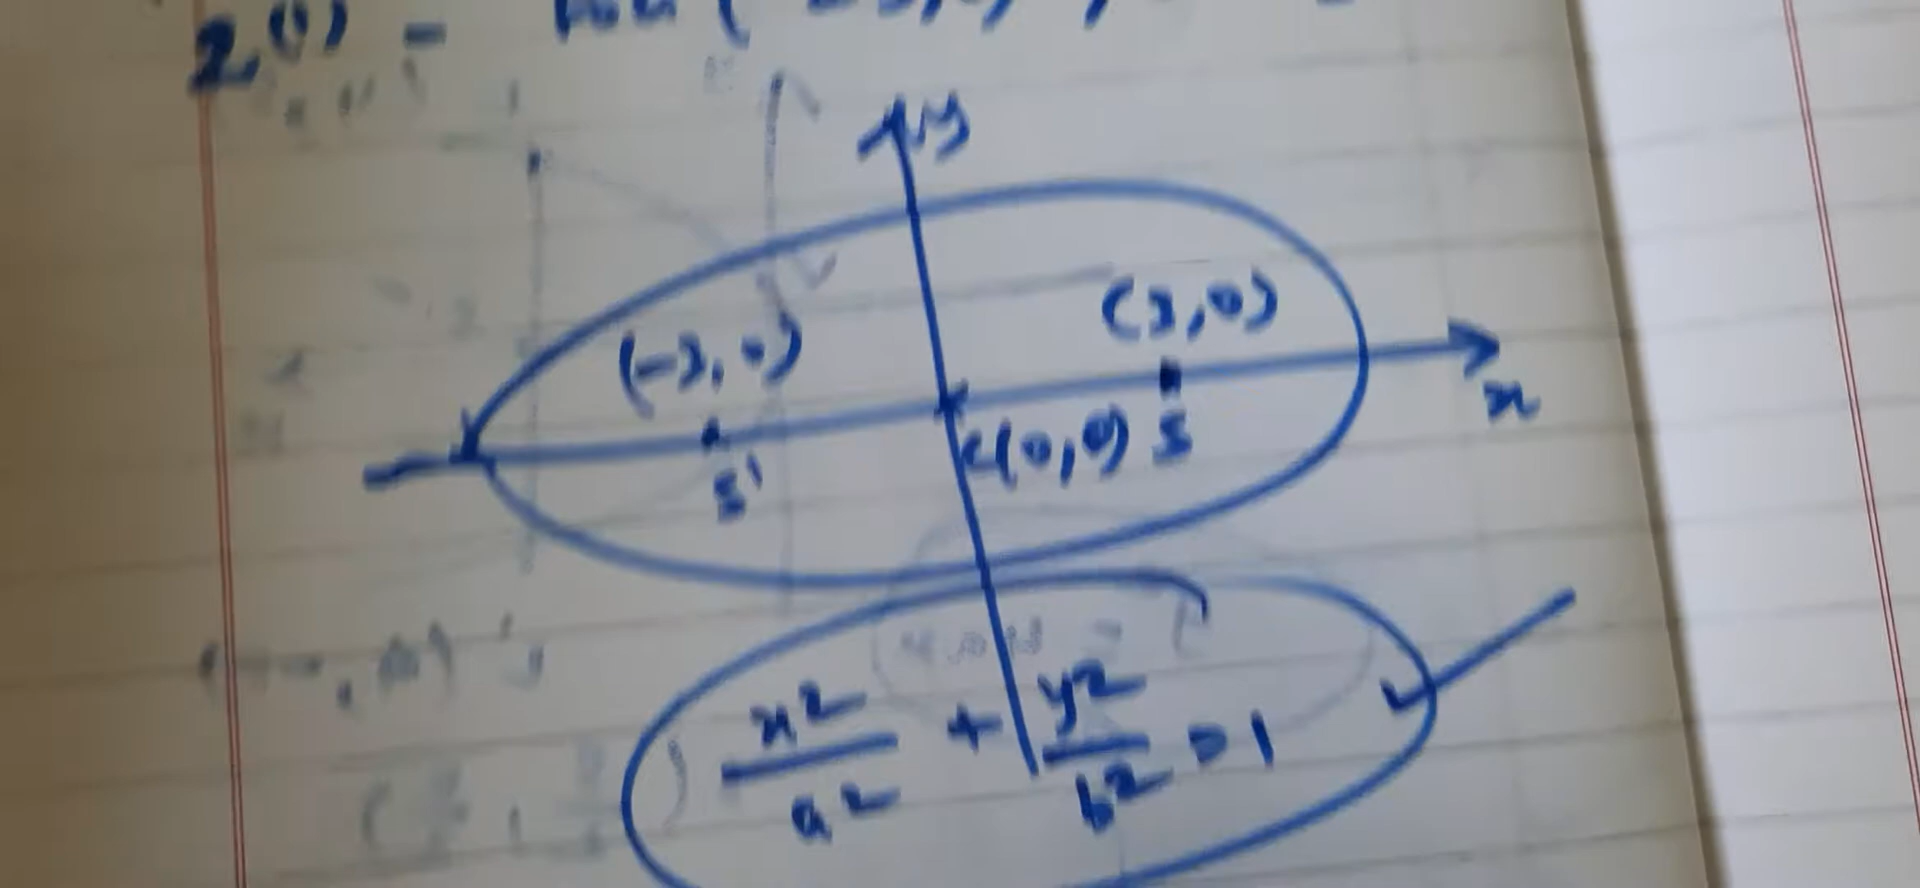 2(i) -
y
(3,0)
(-3,0)
x
C(0,0) S
S'
x²/a² + y²/b² = 1